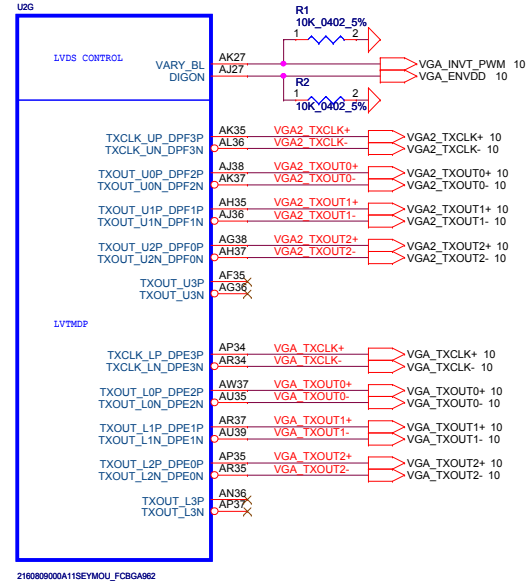 U2G
R1
10K_0402_5%
1 2
LVDS CONTROL
VARY_BL AK27 VGA_INVT_PWM 10
DIGON AJ27 VGA_ENVDD 10
R2
1 2
10K_0402_5%
TXCLK_UP_DPF3P AK35 VGA2_TXCLK+ VGA2_TXCLK+ 10
TXCLK_UN_DPF3N AL36 VGA2_TXCLK- VGA2_TXCLK- 10
TXOUT_U0P_DPF2P AJ38 VGA2_TXOUT0+ VGA2_TXOUT0+ 10
TXOUT_U0N_DPF2N AK37 VGA2_TXOUT0- VGA2_TXOUT0- 10
TXOUT_U1P_DPF1P AH35 VGA2_TXOUT1+ VGA2_TXOUT1+ 10
TXOUT_U1N_DPF1N AJ36 VGA2_TXOUT1- VGA2_TXOUT1- 10
TXOUT_U2P_DPF0P AG38 VGA2_TXOUT2+ VGA2_TXOUT2+ 10
TXOUT_U2N_DPF0N AH37 VGA2_TXOUT2- VGA2_TXOUT2- 10
TXOUT_U3P AF35
TXOUT_U3N AG36
LVTMDP
TXCLK_LP_DPE3P AP34 VGA_TXCLK+ VGA_TXCLK+ 10
TXCLK_LN_DPE3N AR34 VGA_TXCLK- VGA_TXCLK- 10
TXOUT_L0P_DPE2P AW37 VGA_TXOUT0+ VGA_TXOUT0+ 10
TXOUT_L0N_DPE2N AU35 VGA_TXOUT0- VGA_TXOUT0- 10
TXOUT_L1P_DPE1P AR37 VGA_TXOUT1+ VGA_TXOUT1+ 10
TXOUT_L1N_DPE1N AU39 VGA_TXOUT1- VGA_TXOUT1- 10
TXOUT_L2P_DPE0P AP35 VGA_TXOUT2+ VGA_TXOUT2+ 10
TXOUT_L2N_DPE0N AR35 VGA_TXOUT2- VGA_TXOUT2- 10
TXOUT_L3P AN36
TXOUT_L3N AP37
2160809000A11SEYMOU_FCBGA962